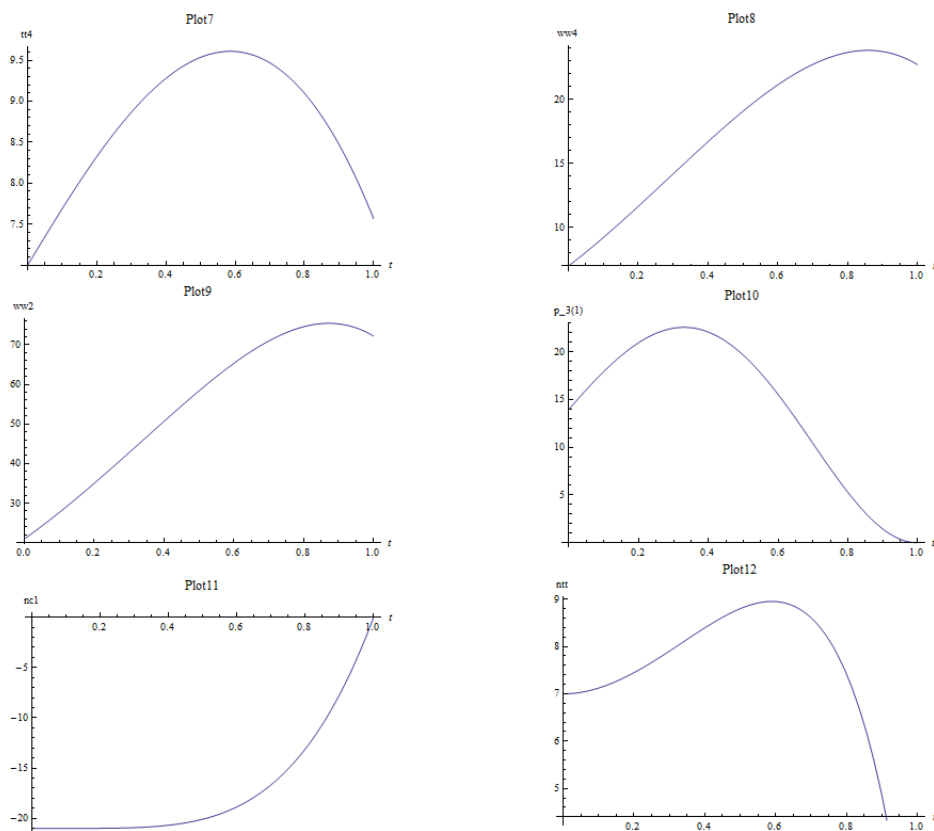 Plot7
tt4
9.5
9.0
8.5
8.0
7.5
0.2 0.4 0.6 0.8 1.0 t
Plot8
ww4
20
15
10
0.2 0.4 0.6 0.8 1.0
Plot9
ww2
70
60
50
40
30
0.0 0.2 0.4 0.6 0.8 1.0 t
Plot10
p_3(1)
20
15
10
5
0.2 0.4 0.6 0.8 1.0
Plot11
nc1
0.2 0.4 0.6 0.8 1.0 t
-5
-10
-15
-20
Plot12
ntt
9
8
7
6
5
0.2 0.4 0.6 0.8 1.0